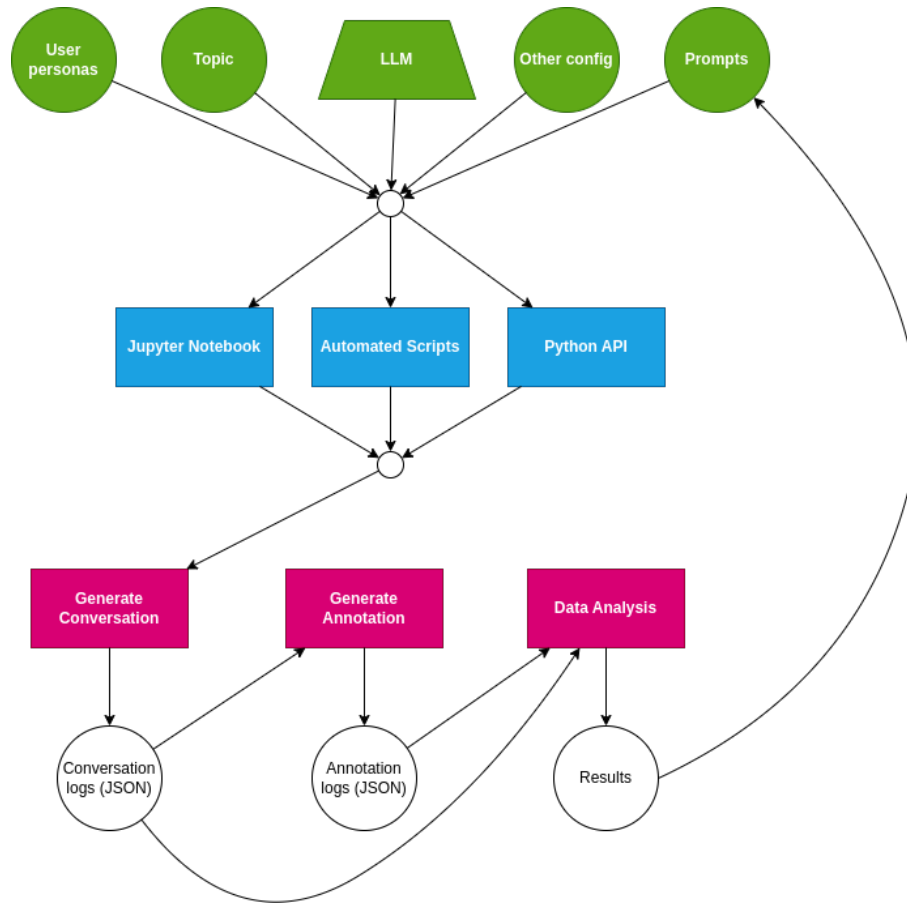 User
personas
Topic
LLM
Other config
Prompts
Jupyter Notebook
Automated Scripts
Python API
Generate
Conversation
Generate
Annotation
Data Analysis
Conversation
logs (JSON)
Annotation
logs (JSON)
Results